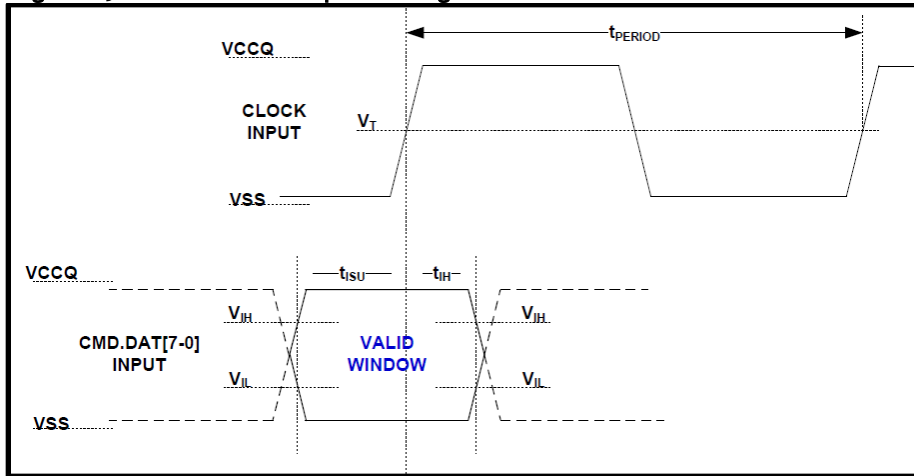 tPERIOD
VCCQ
CLOCK
INPUT
VT
VSS
VCCQ
tISU
tIH
VIH
VIH
CMD.DAT[7-0]
INPUT
VALID
WINDOW
VIL
VIL
VSS